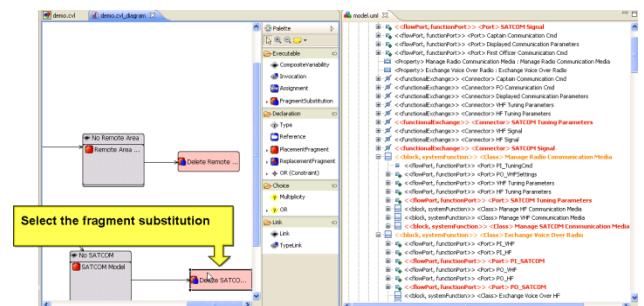 demo.cvl
demo.cvl_diagram
No Remote Area
Remote Area ...
Delete Remote ...
Select the fragment substitution
No SATCOM
SATCOM Model
Delete SATCO...
Palette
Executable
CompositeVariability
Invocation
Assignment
FragmentSubstitution
Declaration
Type
Reference
PlacementFragment
ReplacementFragment
OR (Constraint)
Choice
Multiplicity
OR
Link
Link
TypeLink
model.uml
<<flowPort, functionPort>> <Port> SATCOM Signal
<<flowPort, functionPort>> <Port> Captain Communication Cmd
<<flowPort, functionPort>> <Port> Displayed Communication Parameters
<<flowPort, functionPort>> <Port> First Officer Communication Cmd
<Property> Manage Radio Communication Media : Manage Radio Communication Media
<Property> Exchange Voice Over Radio : Exchange Voice Over Radio
<<functionalExchange>> <Connector> Captain Communication Cmd
<<functionalExchange>> <Connector> FO Communication Cmd
<<functionalExchange>> <Connector> Displayed Communication Parameters
<<functionalExchange>> <Connector> VHF Tuning Parameters
<<functionalExchange>> <Connector> HF Tuning Parameters
<<functionalExchange>> <Connector> SATCOM Tuning Parameters
<<functionalExchange>> <Connector> VHF Signal
<<functionalExchange>> <Connector> HF Signal
<<functionalExchange>> <Connector> SATCOM Signal
<<block, systemFunction>> <Class> Manage Radio Communication Media
<<flowPort, functionPort>> <Port> PI_TuningCmd
<<flowPort, functionPort>> <Port> PO_VHFSettings
<<flowPort, functionPort>> <Port> VHF Tuning Parameters
<<flowPort, functionPort>> <Port> HF Tuning Parameters
<<flowPort, functionPort>> <Port> SATCOM Tuning Parameters
<<block, systemFunction>> <Class> Manage HF Communication Media
<<block, systemFunction>> <Class> Manage VHF Communication Media
<<block, systemFunction>> <Class> Manage SATCOM Communication Media
<<block, systemFunction>> <Class> Exchange Voice Over Radio
<<flowPort, functionPort>> <Port> PI_VHF
<<flowPort, functionPort>> <Port> PI_HF
<<flowPort, functionPort>> <Port> PI_SATCOM
<<flowPort, functionPort>> <Port> PO_VHF
<<flowPort, functionPort>> <Port> PO_HF
<<flowPort, functionPort>> <Port> PO_SATCOM
<<block, systemFunction>> <Class> Exchange Voice Over HF